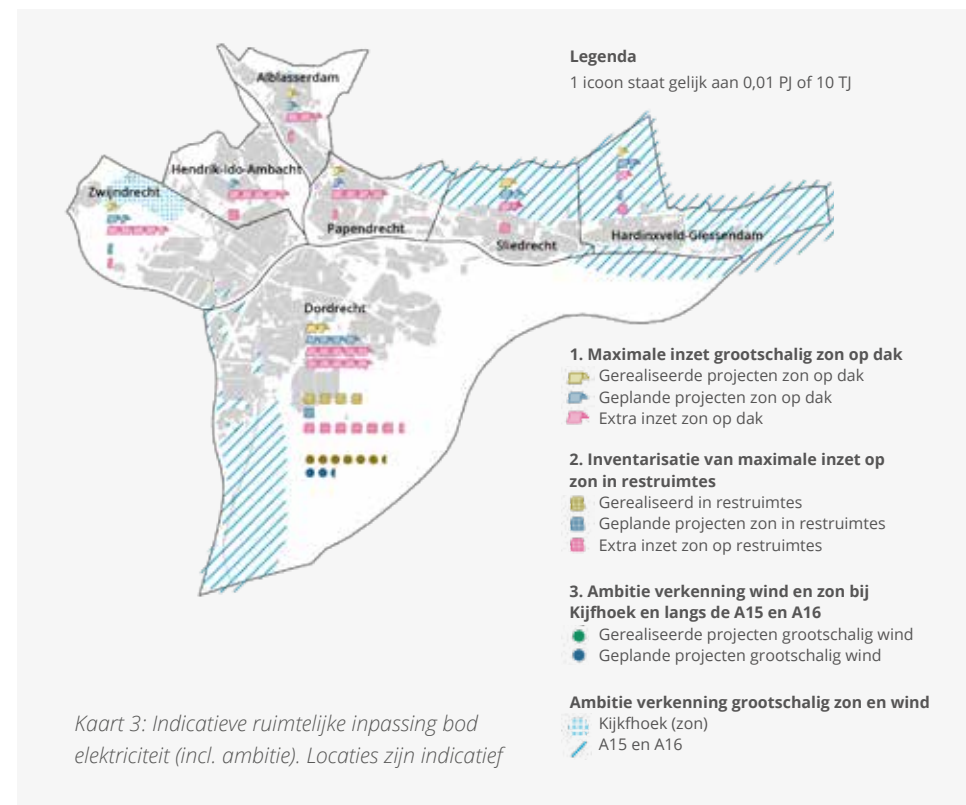 Alblasserdam
Hendrik-Ido-Ambacht
Zwijndrecht
Papendrecht
Sliedrecht
Hardinxveld-Giessendam
Dordrecht
Legenda
1 icoon staat gelijk aan 0,01 PJ of 10 TJ
1. Maximale inzet grootschalig zon op dak
Gerealiseerde projecten zon op dak
Geplande projecten zon op dak
Extra inzet zon op dak
2. Inventarisatie van maximale inzet op
zon in restruimtes
Gerealiseerd in restruimtes
Geplande projecten zon in restruimtes
Extra inzet zon op restruimtes
3. Ambitie verkenning wind en zon bij
Kijfhoek en langs de A15 en A16
Gerealiseerde projecten grootschalig wind
Geplande projecten grootschalig wind
Ambitie verkenning grootschalig zon en wind
Kijkfhoek (zon)
A15 en A16
Kaart 3: Indicatieve ruimtelijke inpassing bod
elektriciteit (incl. ambitie). Locaties zijn indicatief